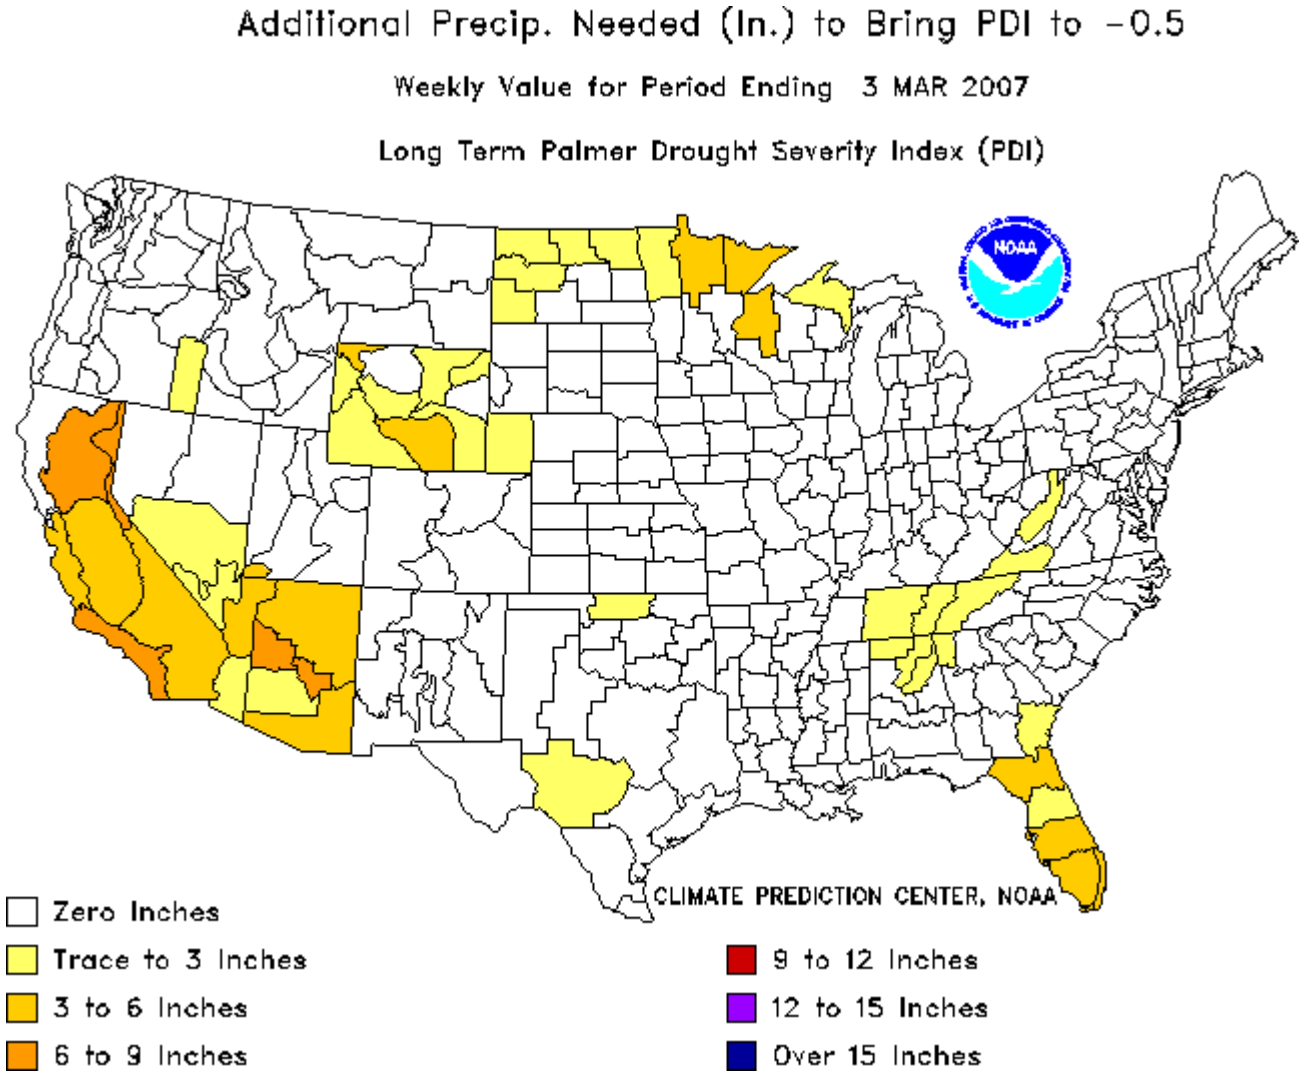 Additional Precip. Needed (In.) to Bring PDI to -0.5
Weekly Value for Period Ending 3 MAR 2007
Long Term Palmer Drought Severity Index (PDI)
NOAA
CLIMATE PREDICTION CENTER, NOAA
Zero Inches
Trace to 3 Inches
3 to 6 Inches
6 to 9 Inches
9 to 12 Inches
12 to 15 Inches
Over 15 Inches